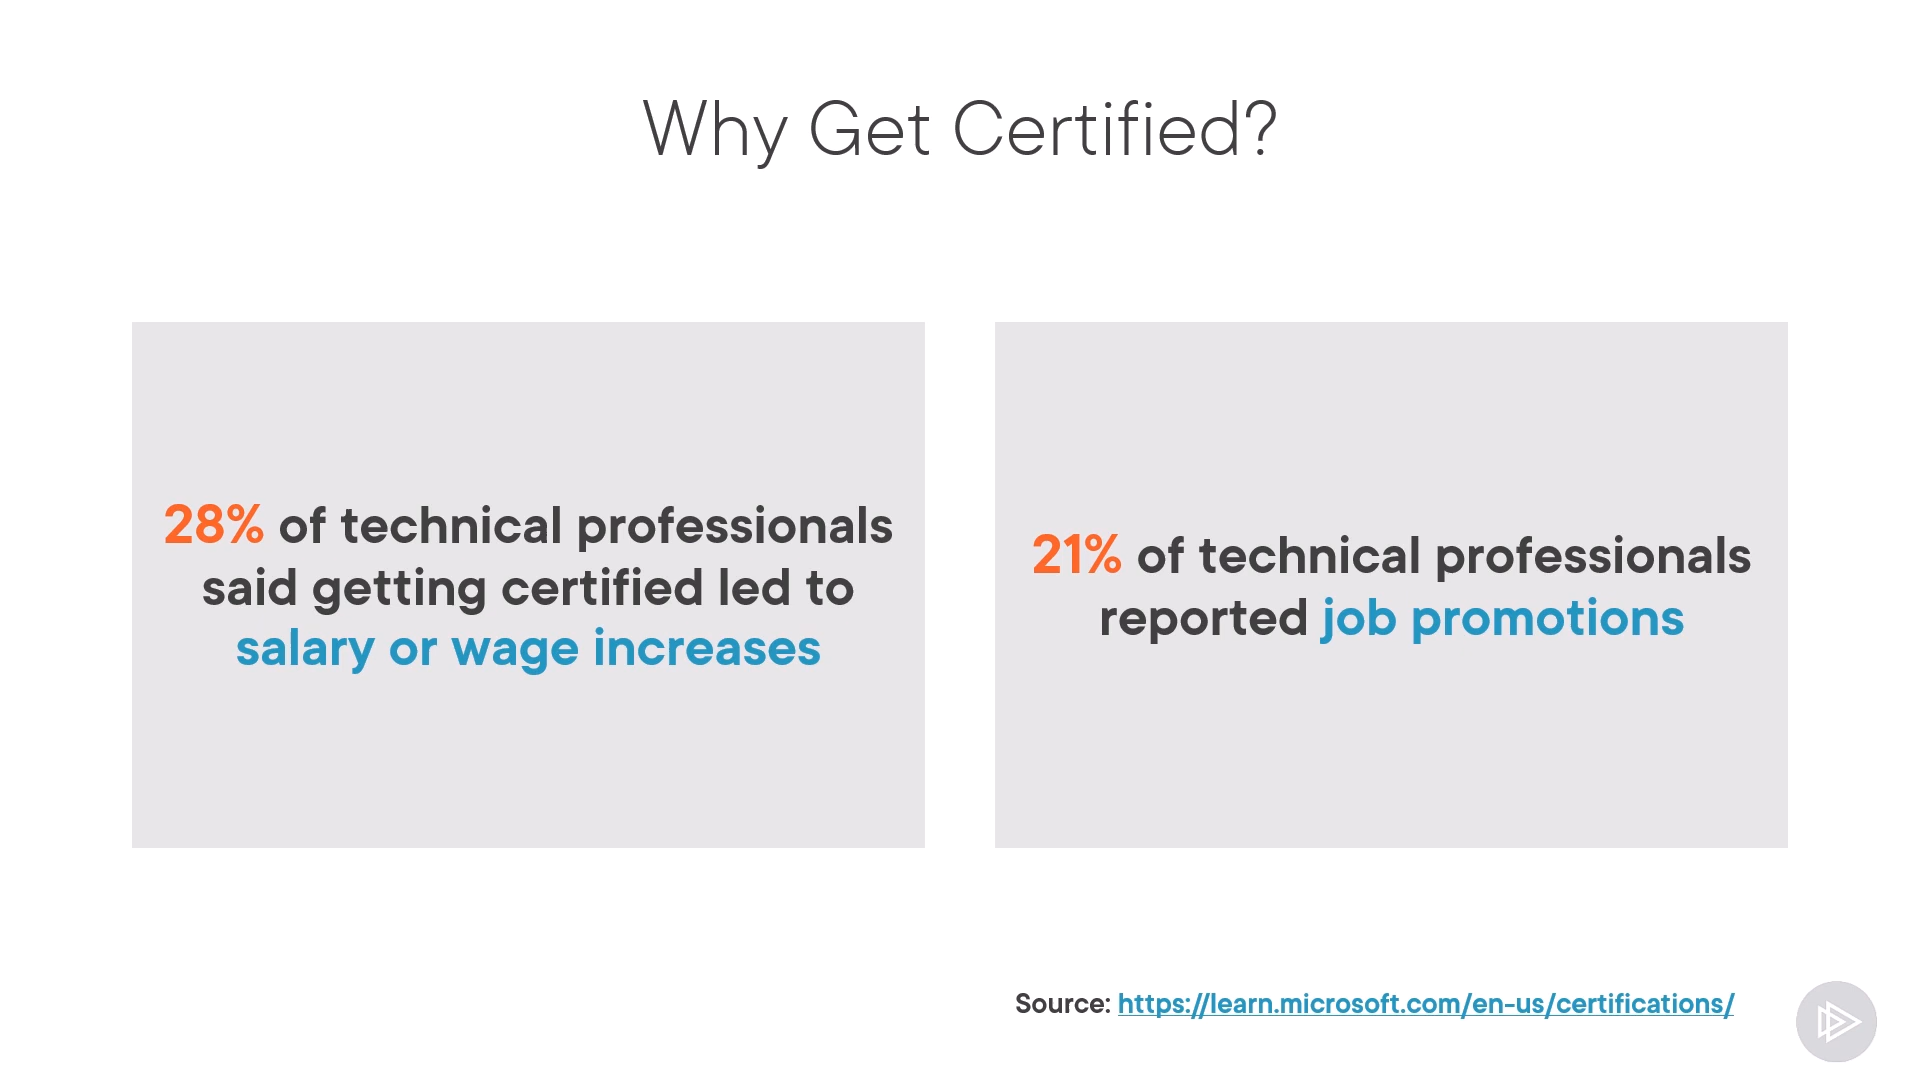 Why Get Certified?
28% of technical professionals
said getting certified led to
salary or wage increases
21% of technical professionals
reported job promotions
Source: https://learn.microsoft.com/en-us/certifications/